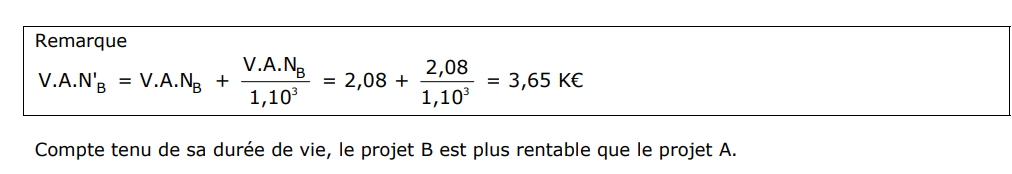 Remarque
V.A.N'B = V.A.NB + V.A.NB / 1,10³ = 2,08 + 2,08 / 1,10³ = 3,65 K€
Compte tenu de sa durée de vie, le projet B est plus rentable que le projet A.